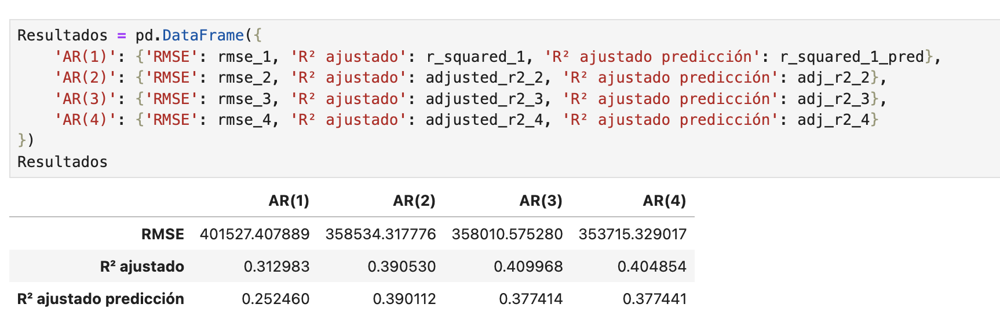 Resultados = pd.DataFrame({
    'AR(1)': {'RMSE': rmse_1, 'R² ajustado': r_squared_1, 'R² ajustado predicción': r_squared_1_pred},
    'AR(2)': {'RMSE': rmse_2, 'R² ajustado': adjusted_r2_2, 'R² ajustado predicción': adj_r2_2},
    'AR(3)': {'RMSE': rmse_3, 'R² ajustado': adjusted_r2_3, 'R² ajustado predicción': adj_r2_3},
    'AR(4)': {'RMSE': rmse_4, 'R² ajustado': adjusted_r2_4, 'R² ajustado predicción': adj_r2_4}
})
Resultados
AR(1) AR(2) AR(3) AR(4)
RMSE 401527.407889 358534.317776 358010.575280 353715.329017
R² ajustado 0.312983 0.390530 0.409968 0.404854
R² ajustado predicción 0.252460 0.390112 0.377414 0.377441